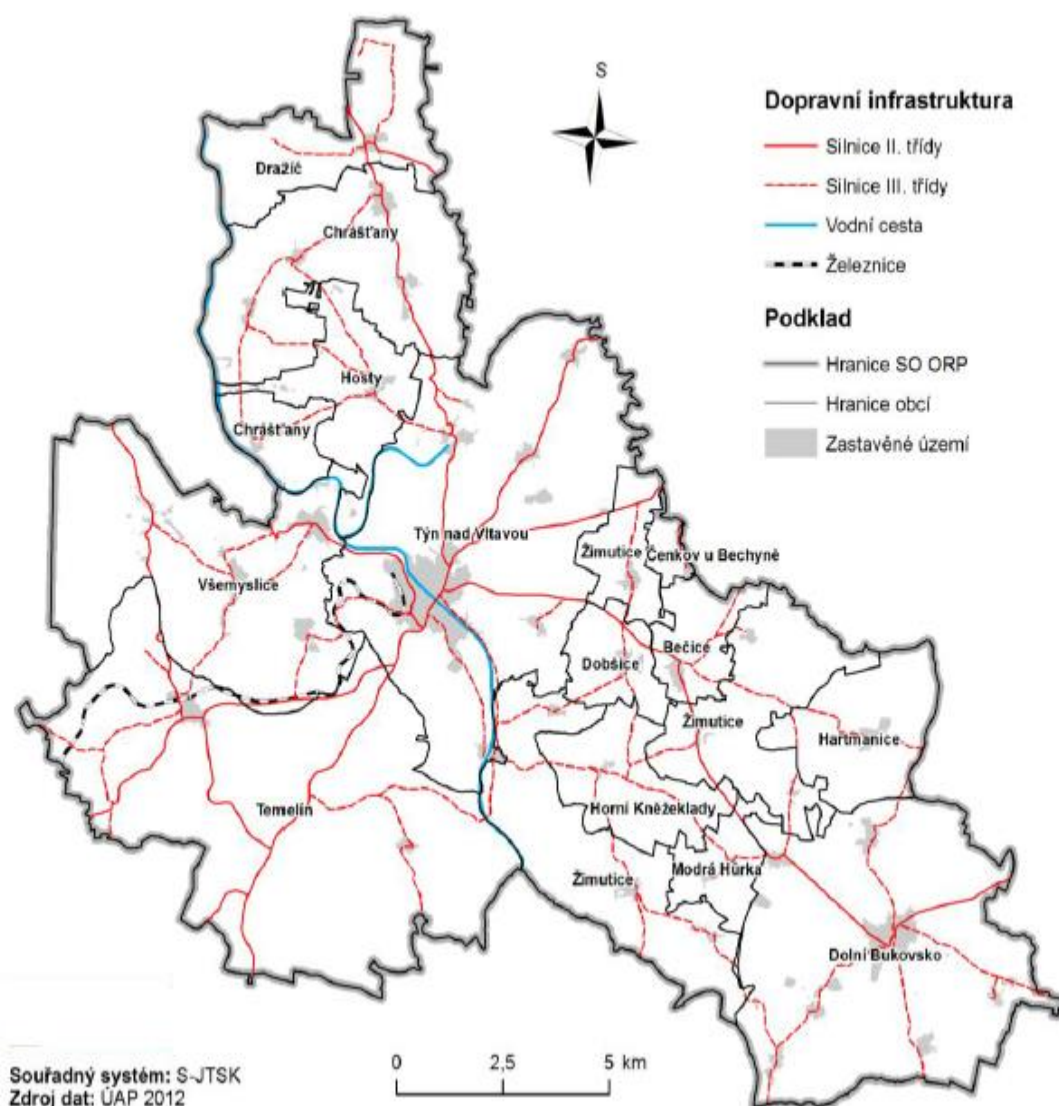 S
Dopravní infrastruktura
Silnice II. třídy
Silnice III. třídy
Vodní cesta
Železnice
Podklad
Hranice SO ORP
Hranice obcí
Zastavěné území
Dražíč
Chrášťany
Hosty
Chrášťany
Týn nad Vltavou
Žimutice
Čenkov u Bechyně
Všemyslice
Bečice
Dobšice
Žimutice
Hartmanice
Temelín
Horní Kněžeklady
Modrá Hůrka
Žimutice
Dolní Bukovsko
0 2,5 5 km
Souřadný systém: S-JTSK
Zdroj dat: ÚAP 2012